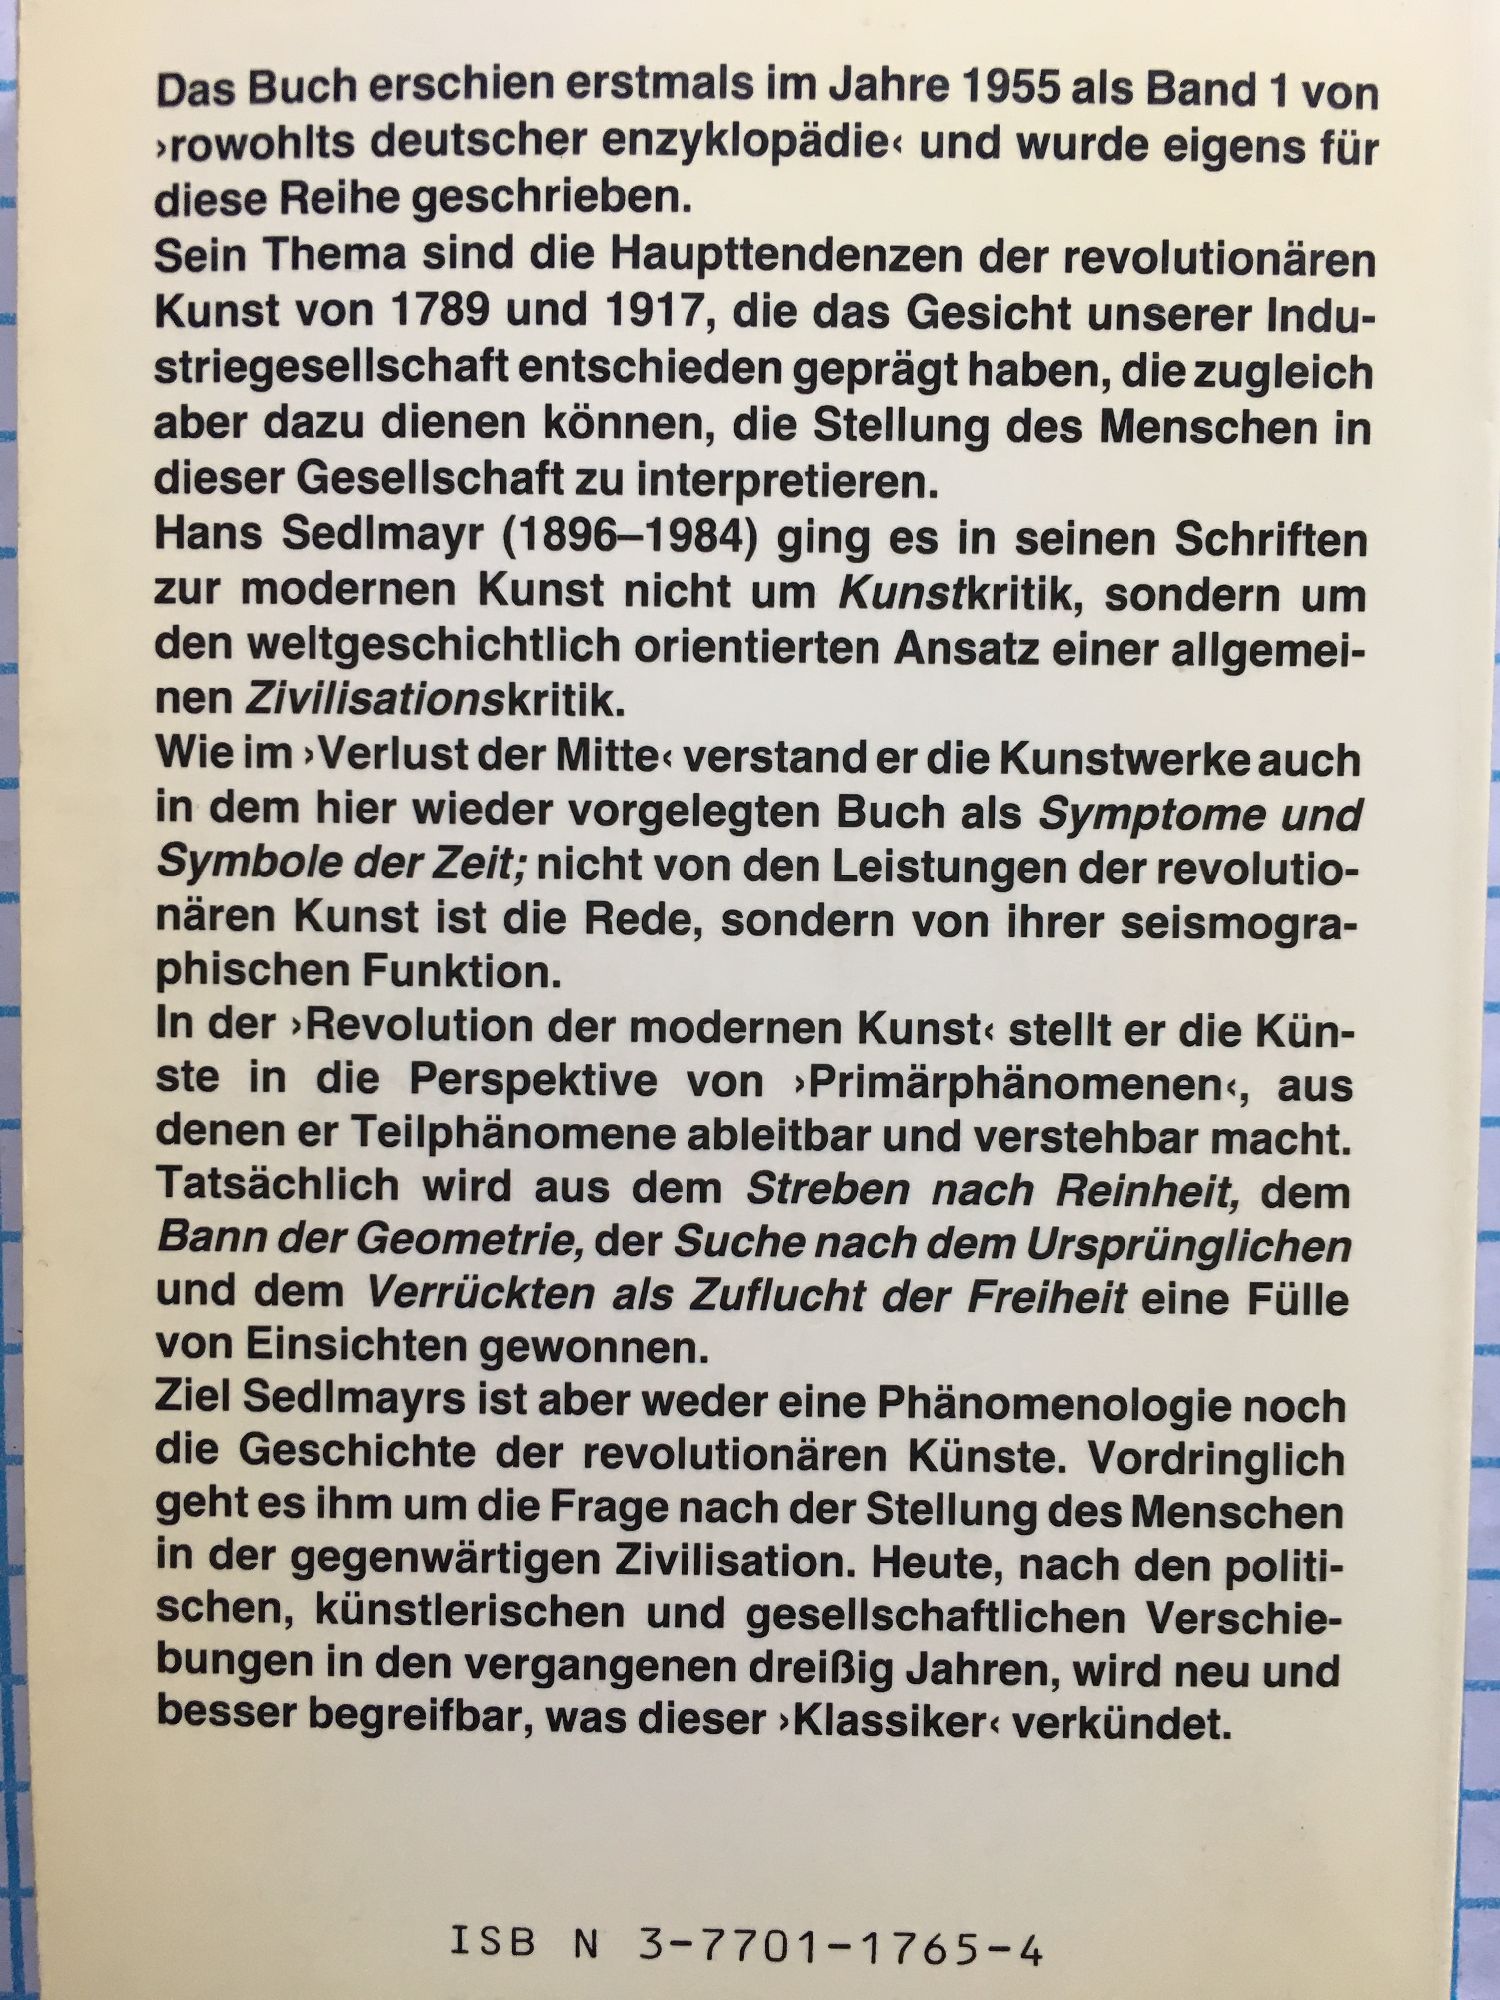 Das Buch erschien erstmals im Jahre 1955 als Band 1 von
›rowohlts deutscher enzyklopädie‹ und wurde eigens für
diese Reihe geschrieben.
Sein Thema sind die Haupttendenzen der revolutionären
Kunst von 1789 und 1917, die das Gesicht unserer Indu-
striegesellschaft entschieden geprägt haben, die zugleich
aber dazu dienen können, die Stellung des Menschen in
dieser Gesellschaft zu interpretieren.
Hans Sedlmayr (1896–1984) ging es in seinen Schriften
zur modernen Kunst nicht um Kunstkritik, sondern um
den weltgeschichtlich orientierten Ansatz einer allgemei-
nen Zivilisationskritik.
Wie im ›Verlust der Mitte‹ verstand er die Kunstwerke auch
in dem hier wieder vorgelegten Buch als Symptome und
Symbole der Zeit; nicht von den Leistungen der revolutio-
nären Kunst ist die Rede, sondern von ihrer seismogra-
phischen Funktion.
In der ›Revolution der modernen Kunst‹ stellt er die Kün-
ste in die Perspektive von ›Primärphänomenen‹, aus
denen er Teilphänomene ableitbar und verstehbar macht.
Tatsächlich wird aus dem Streben nach Reinheit, dem
Bann der Geometrie, der Suche nach dem Ursprünglichen
und dem Verrückten als Zuflucht der Freiheit eine Fülle
von Einsichten gewonnen.
Ziel Sedlmayrs ist aber weder eine Phänomenologie noch
die Geschichte der revolutionären Künste. Vordringlich
geht es ihm um die Frage nach der Stellung des Menschen
in der gegenwärtigen Zivilisation. Heute, nach den politi-
schen, künstlerischen und gesellschaftlichen Verschie-
bungen in den vergangenen dreißig Jahren, wird neu und
besser begreifbar, was dieser ›Klassiker‹ verkündet.
ISB N 3-7701-1765-4